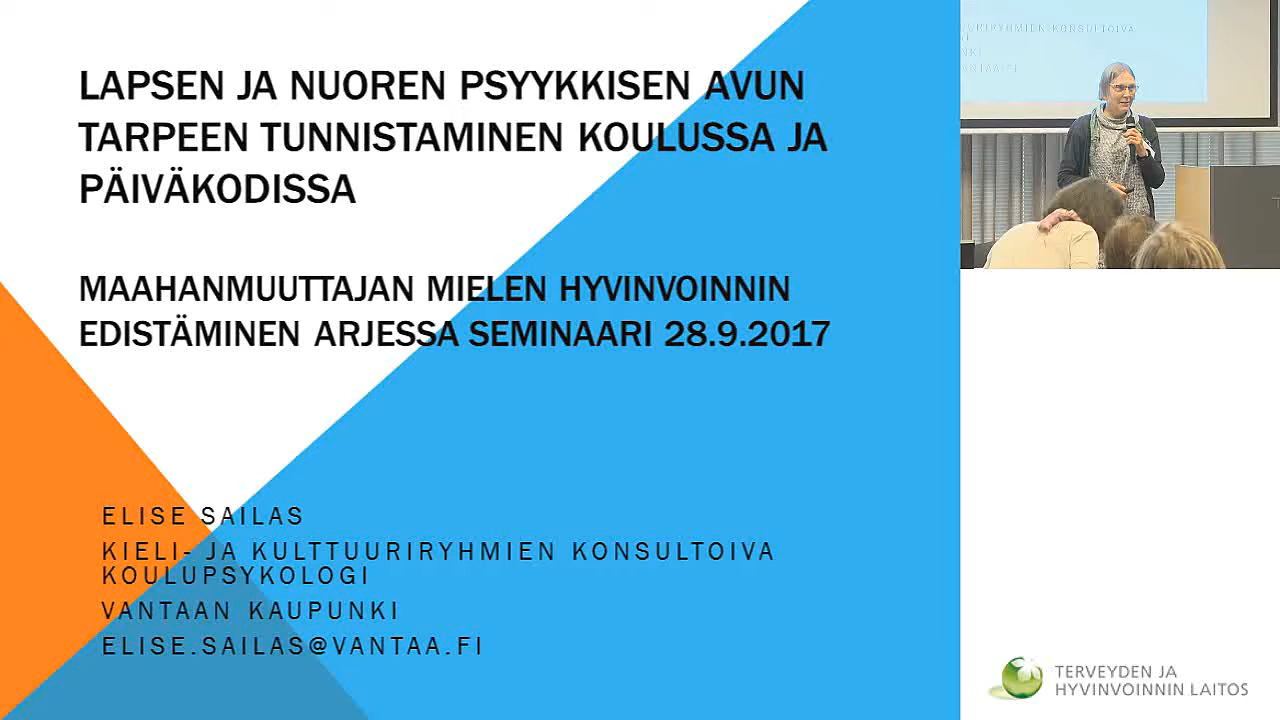 LAPSEN JA NUOREN PSYYKKISEN AVUN
TARPEEN TUNNISTAMINEN KOULUSSA JA
PÄIVÄKODISSA
MAAHANMUUTTAJAN MIELEN HYVINVOINNIN
EDISTÄMINEN ARJESSA SEMINAARI 28.9.2017
ELISE SAILAS
KIELI- JA KULTTUURIRYHMIEN KONSULTOIVA
KOULUPSYKOLOGI
VANTAAN KAUPUNKI
ELISE.SAILAS@VANTAA.FI
KONSULTOIVA
TERVEYDEN JA
HYVINVOINNIN LAITOS